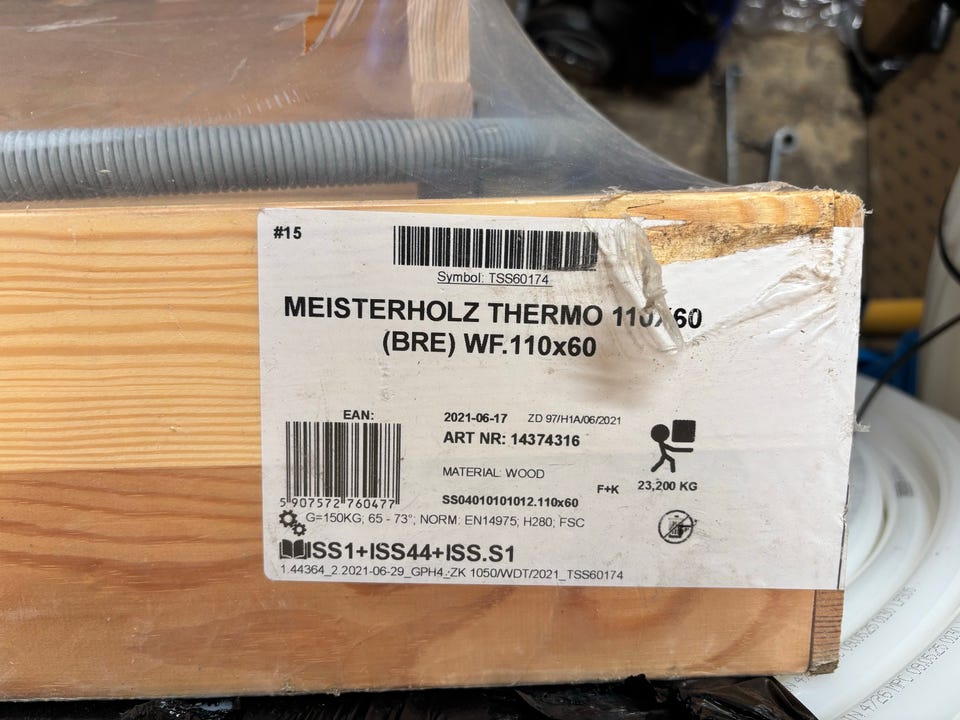 #15
Symbol: TSS60174
MEISTERHOLZ THERMO 110X60
(BRE) WF.110x60
EAN:
5 907572 760477
2021-06-17 ZD 97/H1A/06/2021
ART NR: 14374316
MATERIAL: WOOD
SS04010101012.110x60
F+K
23,200 KG
G=150KG; 65 - 73°; NORM: EN14975; H280; FSC
ISS1+ISS44+ISS.S1
1.44364_2.2021-06-29_GPH4_ZK 1050/WDT/2021_TSS60174